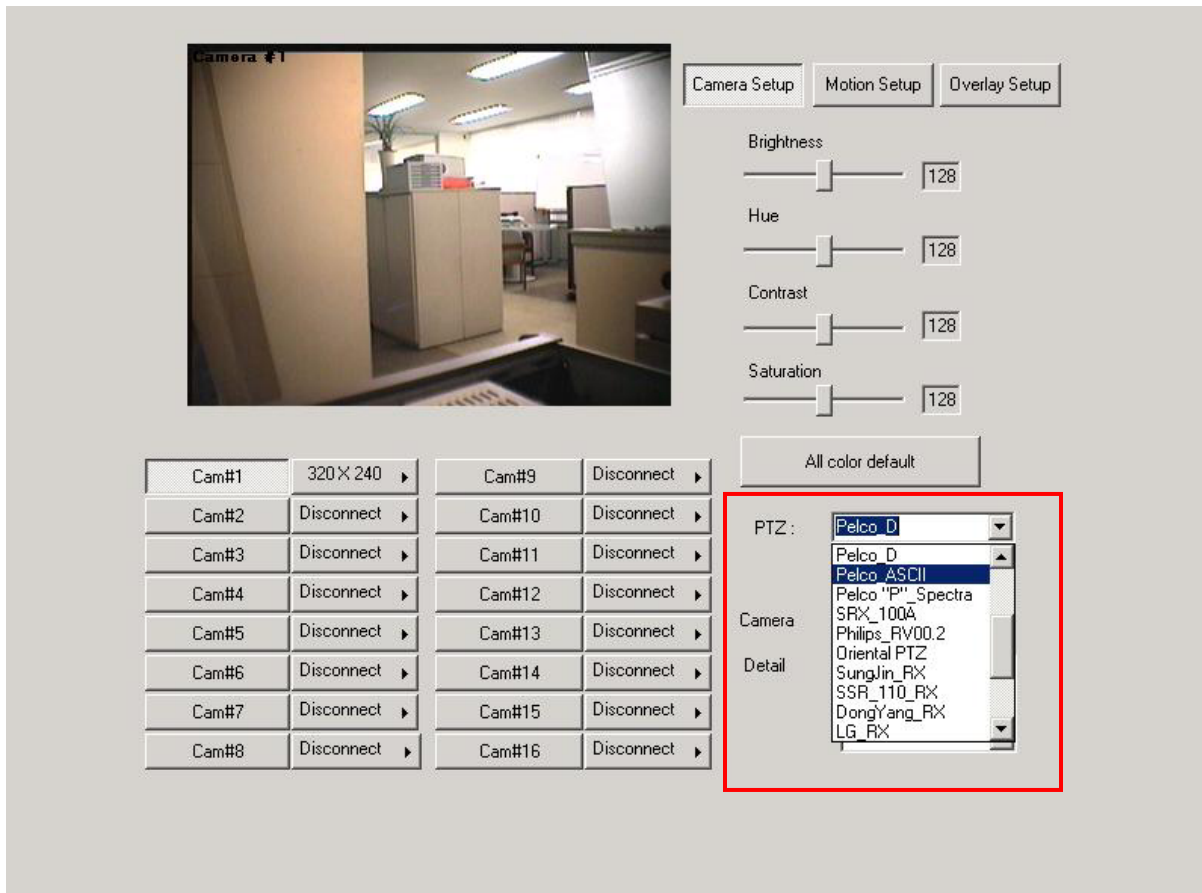 Camera #1
Camera Setup
Motion Setup
Overlay Setup
Brightness
128
Hue
128
Contrast
128
Saturation
128
All color default
Cam#1
320 X 240
Cam#9
Disconnect
Cam#2
Disconnect
Cam#10
Disconnect
Cam#3
Disconnect
Cam#11
Disconnect
Cam#4
Disconnect
Cam#12
Disconnect
Cam#5
Disconnect
Cam#13
Disconnect
Cam#6
Disconnect
Cam#14
Disconnect
Cam#7
Disconnect
Cam#15
Disconnect
Cam#8
Disconnect
Cam#16
Disconnect
PTZ :
Pelco_D
Pelco_D
Pelco_ASCII
Pelco "P"_Spectra
SRX_100A
Philips_RV00.2
Oriental PTZ
SungJin_RX
SSR_110_RX
DongYang_RX
LG_RX
Camera
Detail